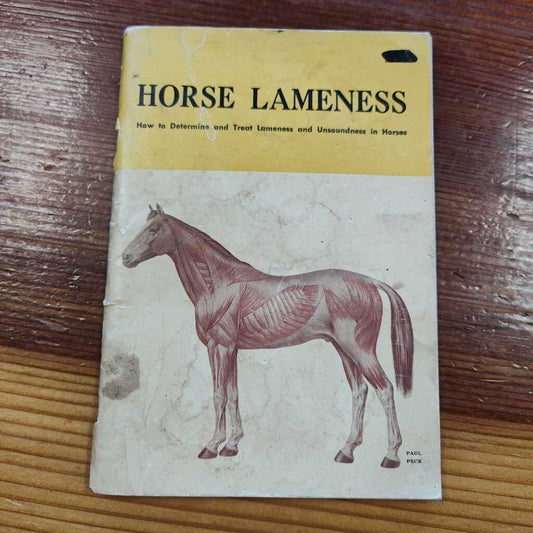 HORSE LAMENESS
How to Determine and Treat Lameness and Unsoundness in Horses
PAUL
PECK